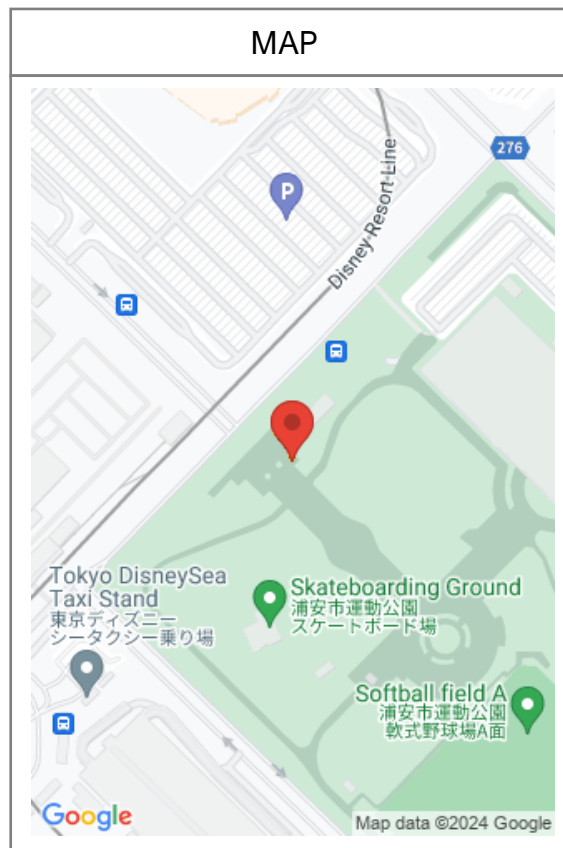 MAP
276
P
Disney Resort Line
Tokyo DisneySea
Taxi Stand
東京ディズニー
シータクシー乗り場
Skateboarding Ground
浦安市運動公園
スケートボード場
Softball field A
浦安市運動公園
軟式野球場A面
Google
Map data ©2024 Google